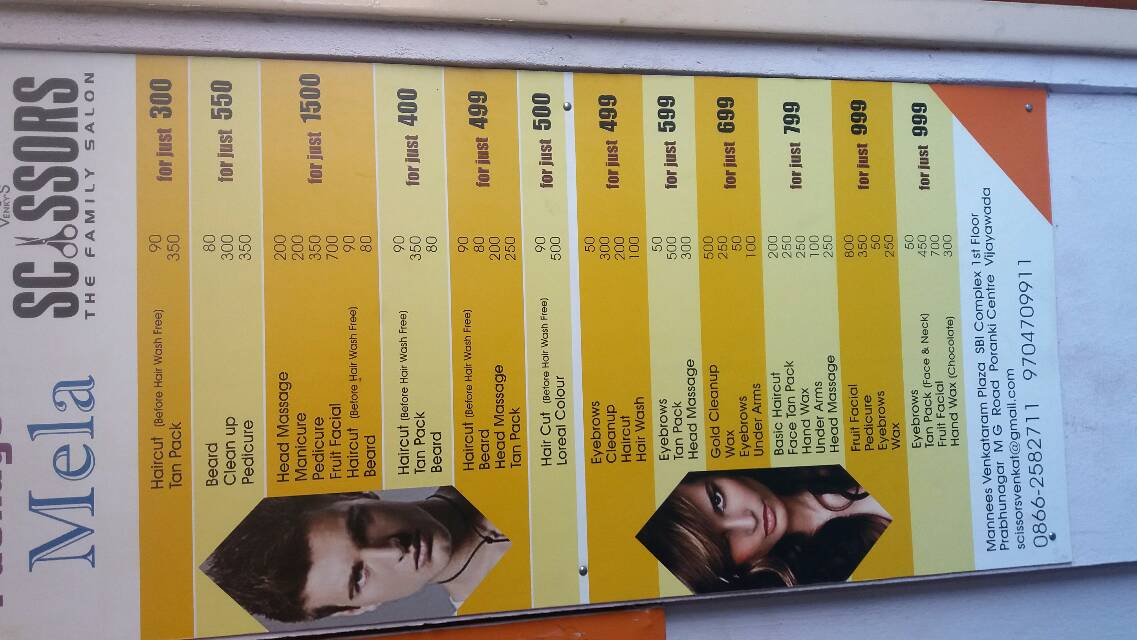 Mela
VENKY'S
SCISSORS
THE FAMILY SALON
Haircut (Before Hair Wash Free) 90
Tan Pack 350
for just 300
Beard 80
Clean up 300
Pedicure 350
for just 550
Head Massage 200
Manicure 200
Pedicure 350
Fruit Facial 700
Haircut (Before Hair Wash Free) 90
Beard 80
for just 1500
Haircut (Before Hair Wash Free) 90
Tan Pack 350
Beard 80
for just 400
Haircut (Before Hair Wash Free) 90
Beard 80
Head Massage 200
Tan Pack 250
for just 499
Hair Cut (Before Hair Wash Free) 90
Loreal Colour 500
for just 500
Eyebrows 50
Cleanup 300
Haircut 200
Hair Wash 100
for just 499
Eyebrows 50
Tan Pack 500
Head Massage 300
for just 599
Gold Cleanup 500
Wax 250
Eyebrows 50
Under Arms 100
for just 699
Basic Haircut 200
Face Tan Pack 250
Hand Wax 250
Under Arms 100
Head Massage 250
for just 799
Fruit Facial 800
Pedicure 350
Eyebrows 50
Wax 250
for just 999
Eyebrows 50
Tan Pack (Face & Neck) 450
Fruit Facial 700
Hand Wax (Chocolate) 300
for just 999
Mannees Venkataram Plaza SBI Complex 1st Floor
Prabhunagar M G Road Poranki Centre Vijayawada
scissorsvenkat@gmail.com
0866-2582711 9704709911